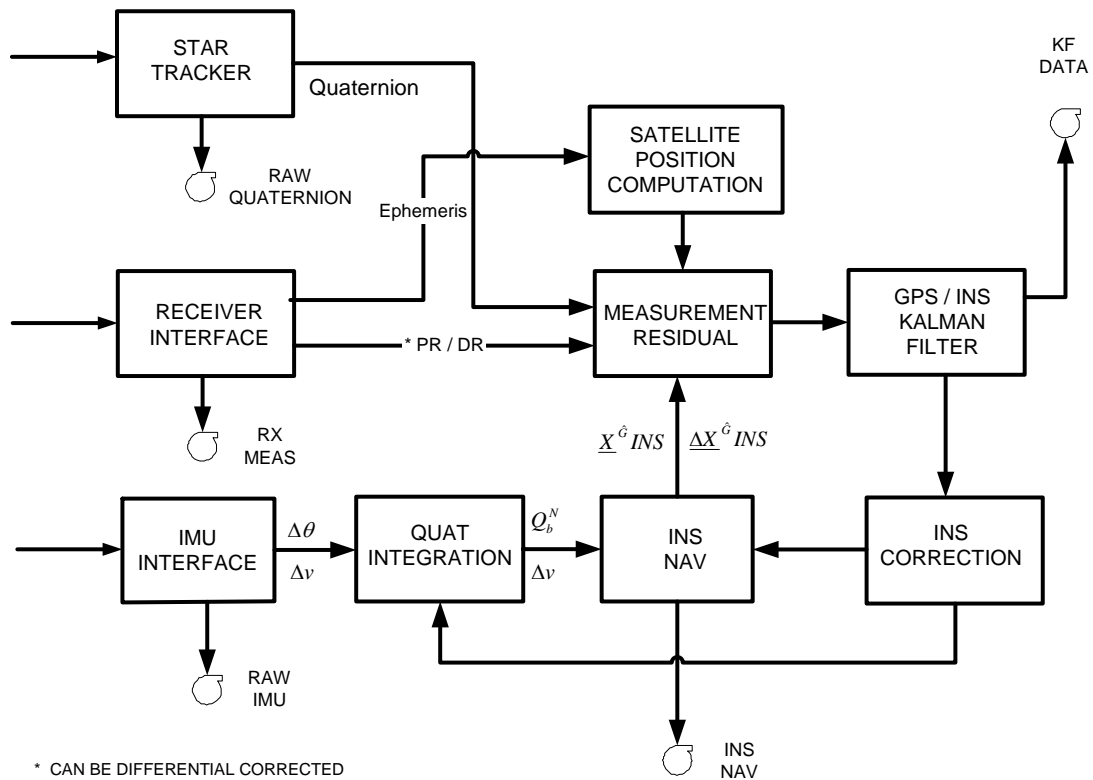 STAR
TRACKER
Quaternion
RAW
QUATERNION
KF
DATA
SATELLITE
POSITION
COMPUTATION
Ephemeris
RECEIVER
INTERFACE
* PR / DR
MEASUREMENT
RESIDUAL
GPS / INS
KALMAN
FILTER
RX
MEAS
X^Ĝ INS
ΔX^Ĝ INS
IMU
INTERFACE
Δθ
Δv
QUAT
INTEGRATION
Q_b^N
Δv
INS
NAV
INS
CORRECTION
RAW
IMU
INS
NAV
* CAN BE DIFFERENTIAL CORRECTED